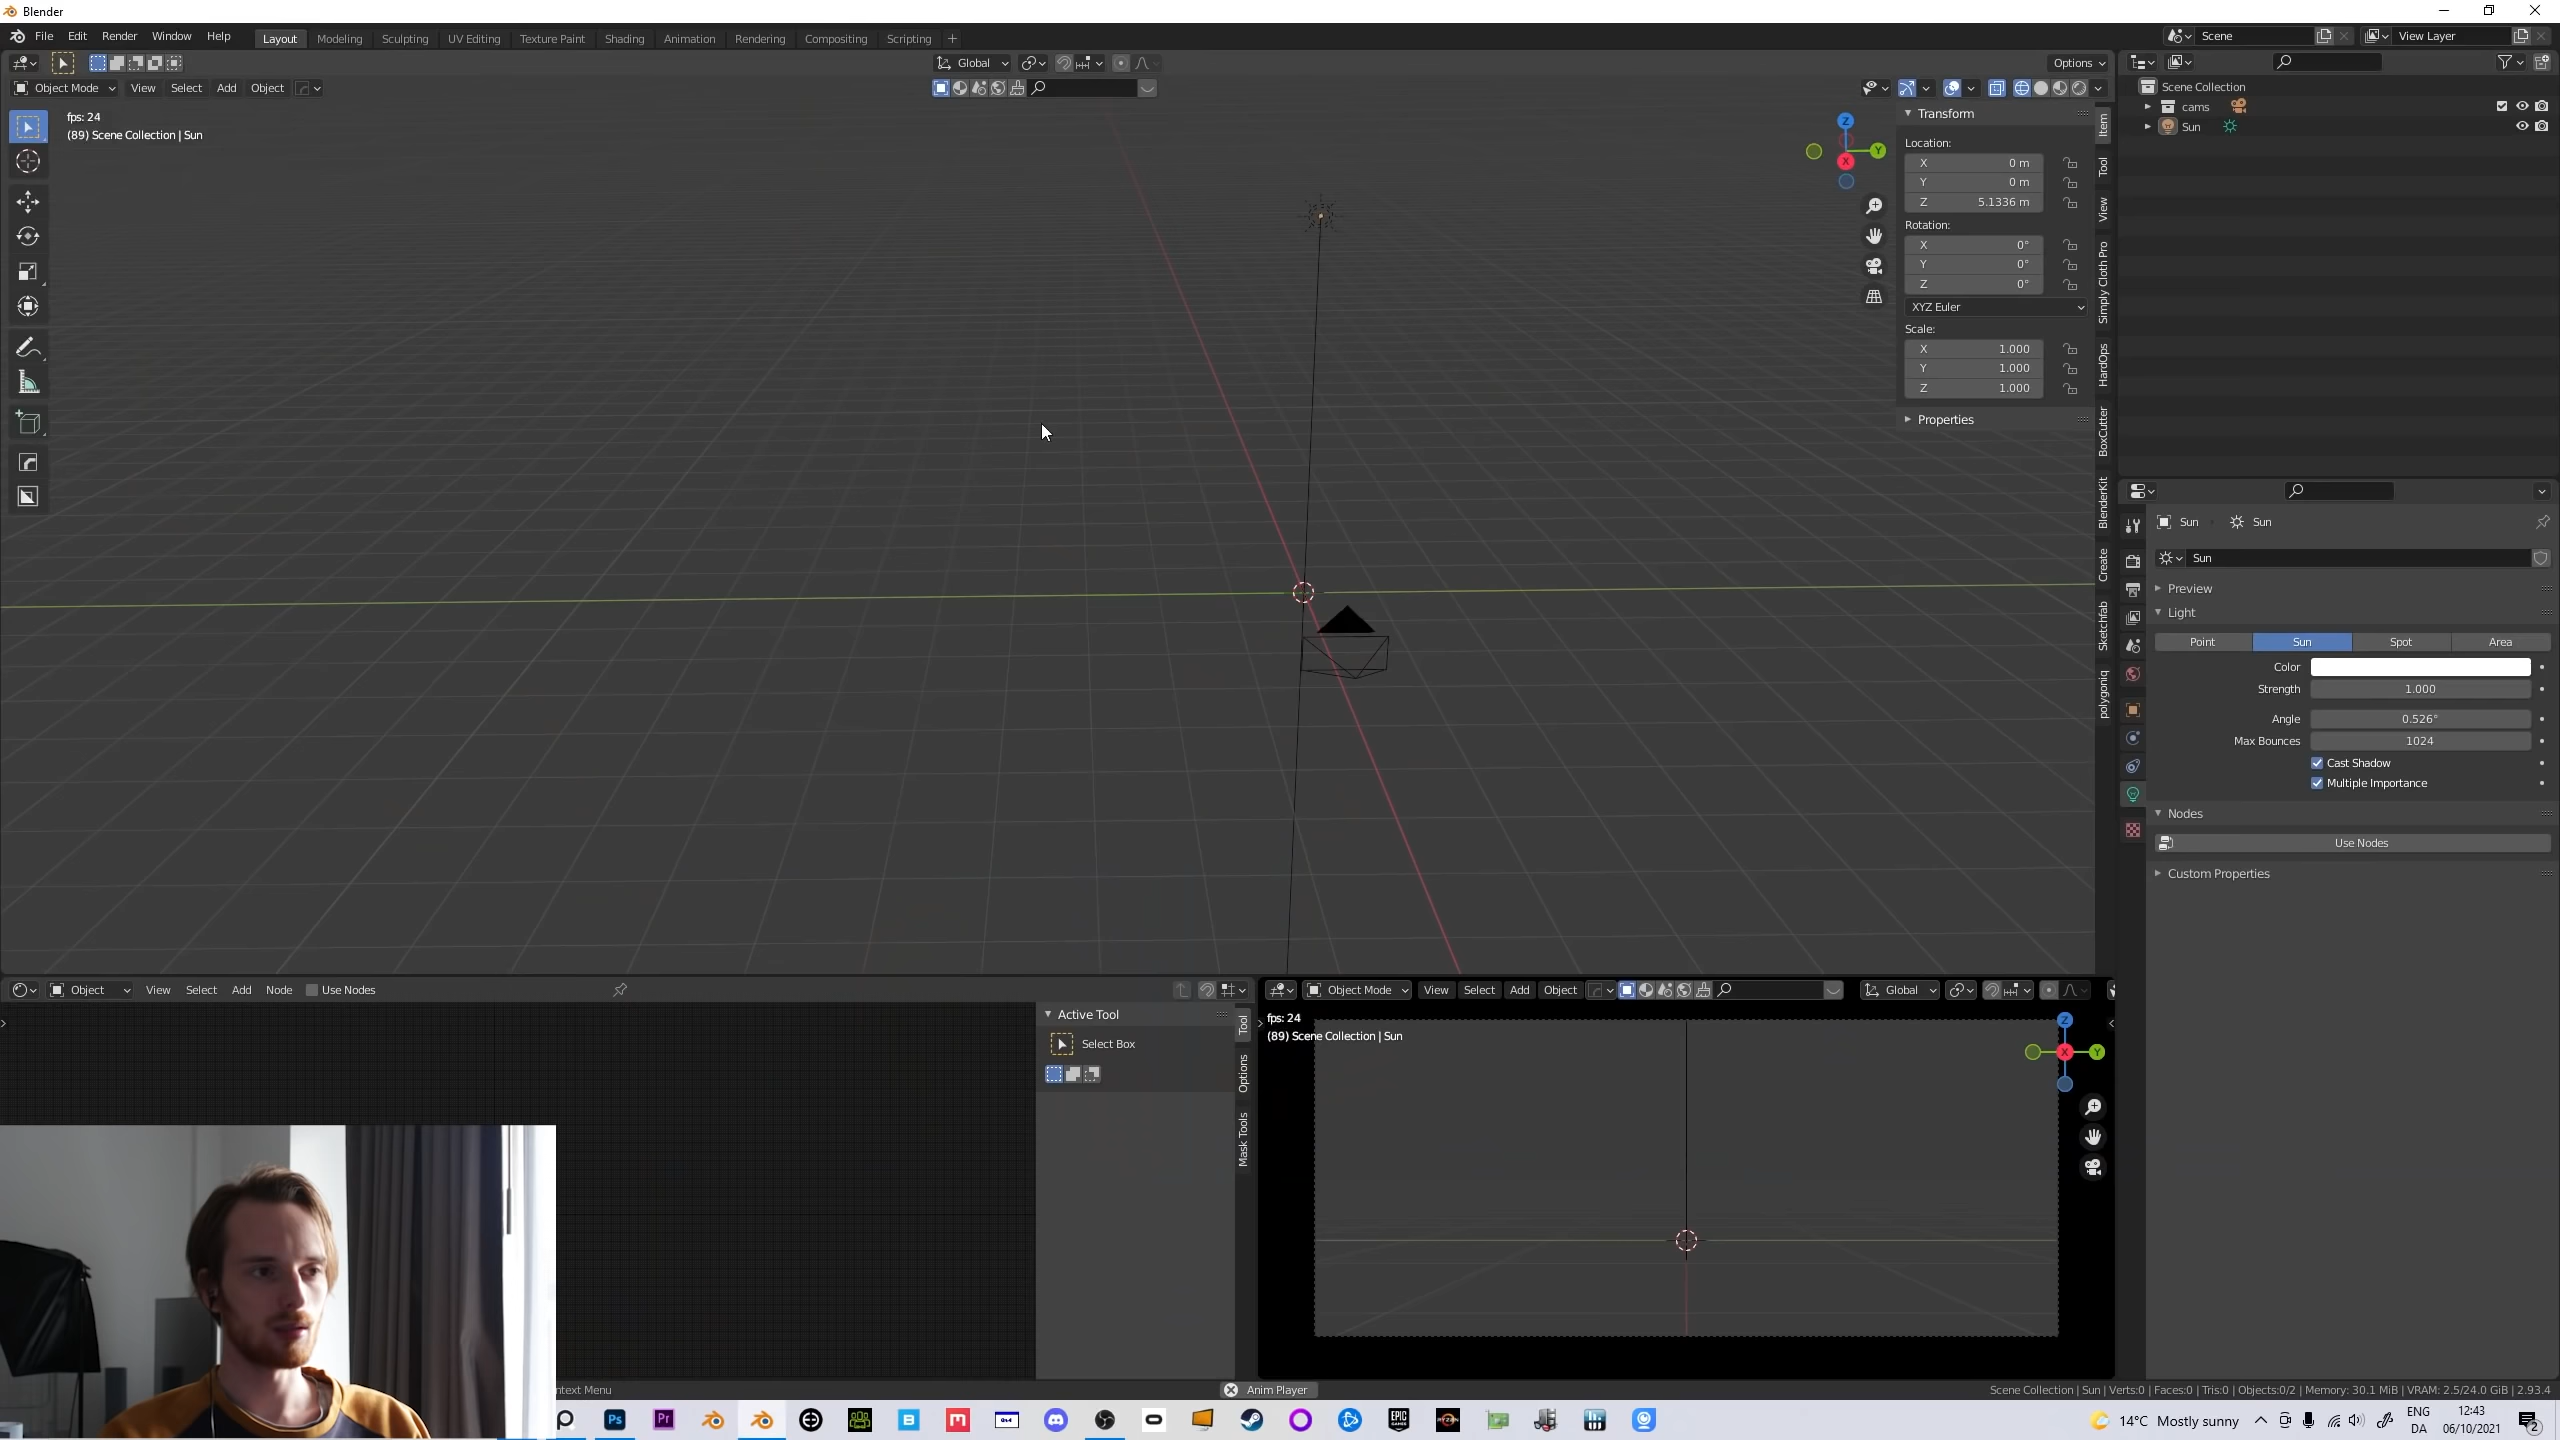 Blender
File Edit Render Window Help Layout Modeling Sculpting UV Editing Texture Paint Shading Animation Rendering Compositing Scripting Scene View Layer
Global Options
Object Mode View Select Add Object
fps: 24
(89) Scene Collection | Sun
Z
Y
X
Transform
Location:
X 0 m
Y 0 m
Z 5.1336 m
Rotation:
X 0°
Y 0°
Z 0°
XYZ Euler
Scale:
X 1.000
Y 1.000
Z 1.000
Properties
Item
Tool
View
Simply Cloth Pro
HardOps
BoxCutter
BlenderKit
Create
Sketchfab
polygoniq
Scene Collection
cams
Sun
Sun Sun
Sun
Preview
Light
Point Sun Spot Area
Color
Strength 1.000
Angle 0.526°
Max Bounces 1024
Cast Shadow
Multiple Importance
Nodes
Use Nodes
Custom Properties
Object View Select Add Node Use Nodes
Active Tool
Select Box
Tool
Options
Mask Tools
Object Mode View Select Add Object Global
fps: 24
(89) Scene Collection | Sun
Z
X
Y
ntext Menu
Anim Player
Scene Collection | Sun | Verts:0 | Faces:0 | Tris:0 | Objects:0/2 | Memory: 30.1 MiB | VRAM: 2.5/24.0 GiB | 2.93.4
Ps
Pr
B
EPIC GAMES
RYZEN
14°C Mostly sunny
ENG
DA
12:43
06/10/2021
2